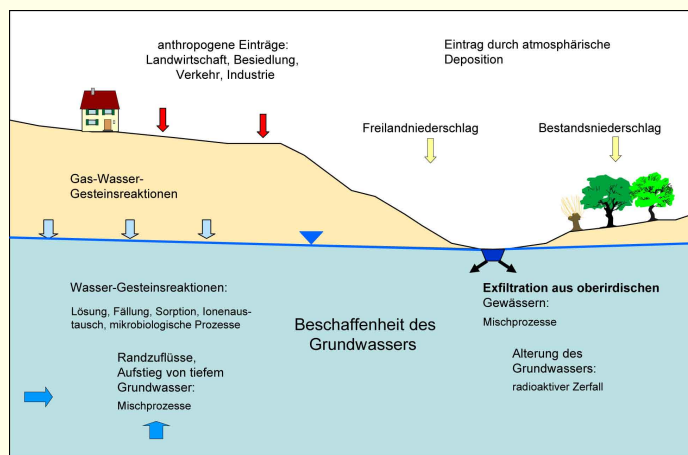 anthropogene Einträge:
Landwirtschaft, Besiedlung,
Verkehr, Industrie
Eintrag durch atmosphärische
Deposition
Freilandniederschlag
Bestandsniederschlag
Gas-Wasser-
Gesteinsreaktionen
Wasser-Gesteinsreaktionen:
Lösung, Fällung, Sorption, Ionenaus-
tausch, mikrobiologische Prozesse
Beschaffenheit des
Grundwassers
Exfiltration aus oberirdischen
Gewässern:
Mischprozesse
Randzuflüsse,
Aufstieg von tiefem
Grundwasser:
Mischprozesse
Alterung des
Grundwassers:
radioaktiver Zerfall